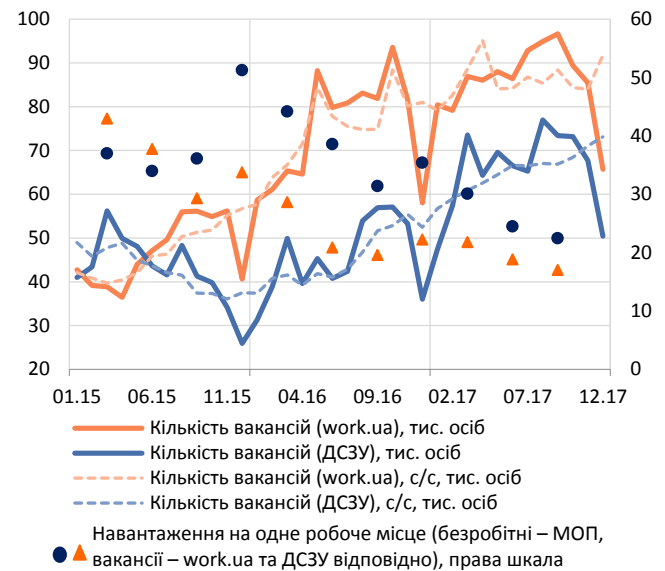 100
90
80
70
60
50
40
30
20
60
50
40
30
20
10
0
01.15 06.15 11.15 04.16 09.16 02.17 07.17 12.17
Кількість вакансій (work.ua), тис. осіб
Кількість вакансій (ДСЗУ), тис. осіб
Кількість вакансій (work.ua), с/с, тис. осіб
Кількість вакансій (ДСЗУ), с/с, тис. осіб
Навантаження на одне робоче місце (безробітні – МОП,
вакансії – work.ua та ДСЗУ відповідно), права шкала